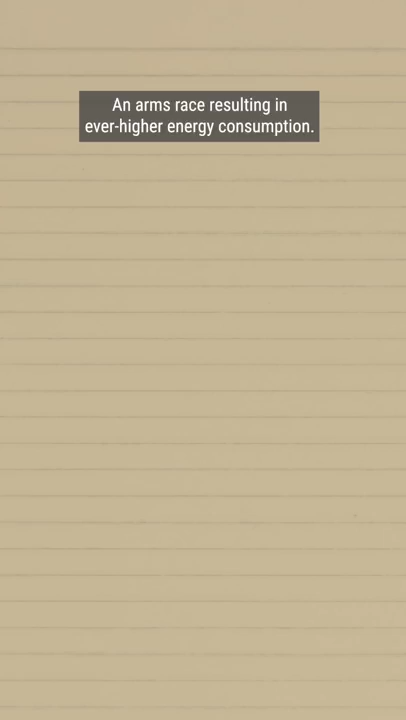 An arms race resulting in
ever-higher energy consumption.